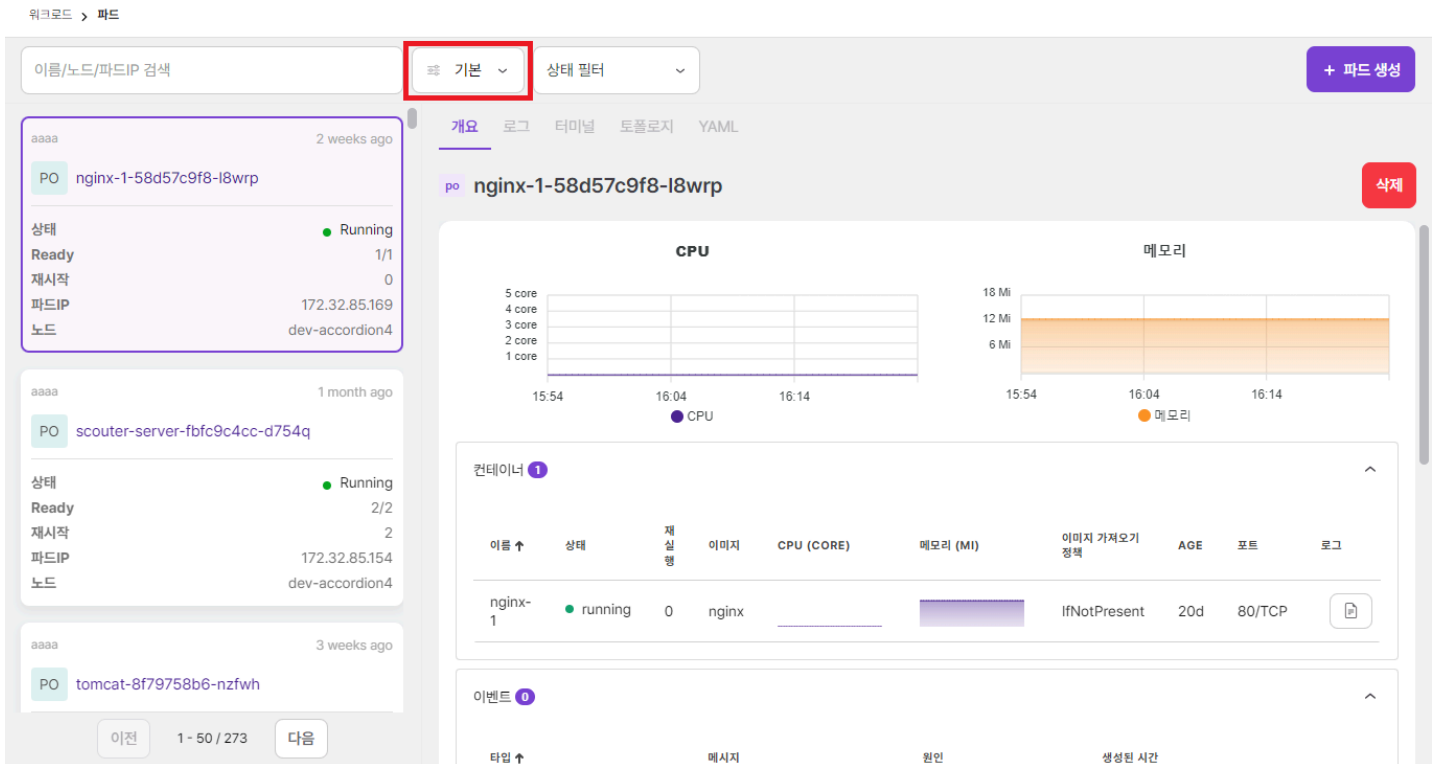 워크로드 > 파드
이름/노드/파드IP 검색
기본
상태 필터
+ 파드 생성
aaaa 2 weeks ago
PO nginx-1-58d57c9f8-l8wrp
상태 Running
Ready 1/1
재시작 0
파드IP 172.32.85.169
노드 dev-accordion4
aaaa 1 month ago
PO scouter-server-fbfc9c4cc-d754q
상태 Running
Ready 2/2
재시작 2
파드IP 172.32.85.154
노드 dev-accordion4
aaaa 3 weeks ago
PO tomcat-8f79758b6-nzfwh
이전 1 - 50 / 273 다음
개요 로그 터미널 토폴로지 YAML
po nginx-1-58d57c9f8-l8wrp
삭제
CPU
5 core
4 core
3 core
2 core
1 core
15:54 16:04 16:14
CPU
메모리
18 Mi
12 Mi
6 Mi
15:54 16:04 16:14
메모리
컨테이너 1
이름 ↑ 상태 재실행 이미지 CPU (CORE) 메모리 (MI) 이미지 가져오기 정책 AGE 포트 로그
nginx-1 running 0 nginx IfNotPresent 20d 80/TCP
이벤트 0
타입 ↑ 메시지 원인 생성된 시간